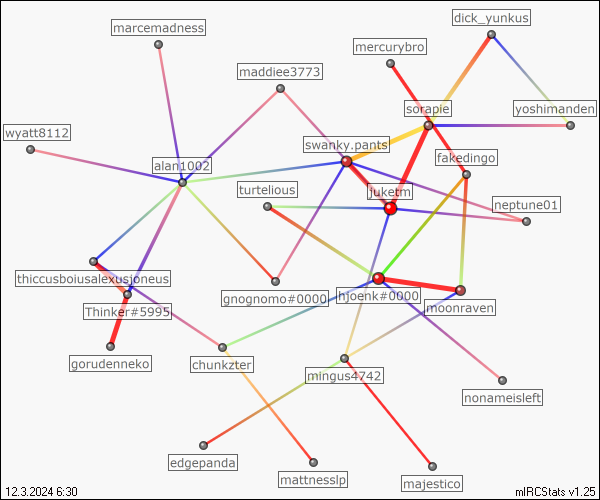 dick_yunkus
marcemadness
mercurybro
maddiee3773
sorapie
yoshimanden
wyatt8112
swanky.pants
fakedingo
alan1002
turtelious
juketm
neptune01
thiccusboiusalexusjoneus
gnognomo#0000
hjoenk#0000
moonraven
Thinker#5995
gorudenneko
chunkzter
mingus4742
nonameisleft
edgepanda
mattnesslp
majestico
12.3.2024 6:30
mIRCStats v1.25